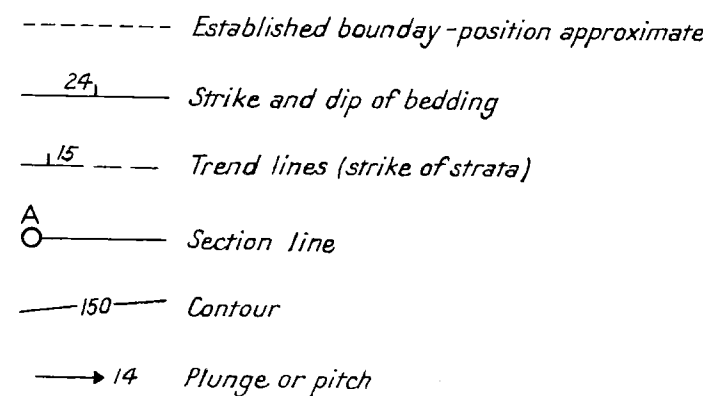 Established bounday-position approximate
24 Strike and dip of bedding
15 Trend lines (strike of strata)
A
Section line
150 Contour
14 Plunge or pitch